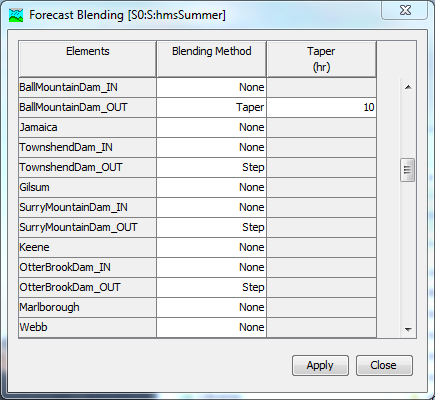 Forecast Blending [S0:S:hmsSummer]
Elements Blending Method Taper
(hr)
BallMountainDam_IN None
BallMountainDam_OUT Taper 10
Jamaica None
TownshendDam_IN None
TownshendDam_OUT Step
Gilsum None
SurryMountainDam_IN None
SurryMountainDam_OUT Step
Keene None
OtterBrookDam_IN None
OtterBrookDam_OUT Step
Marlborough None
Webb None
Apply Close